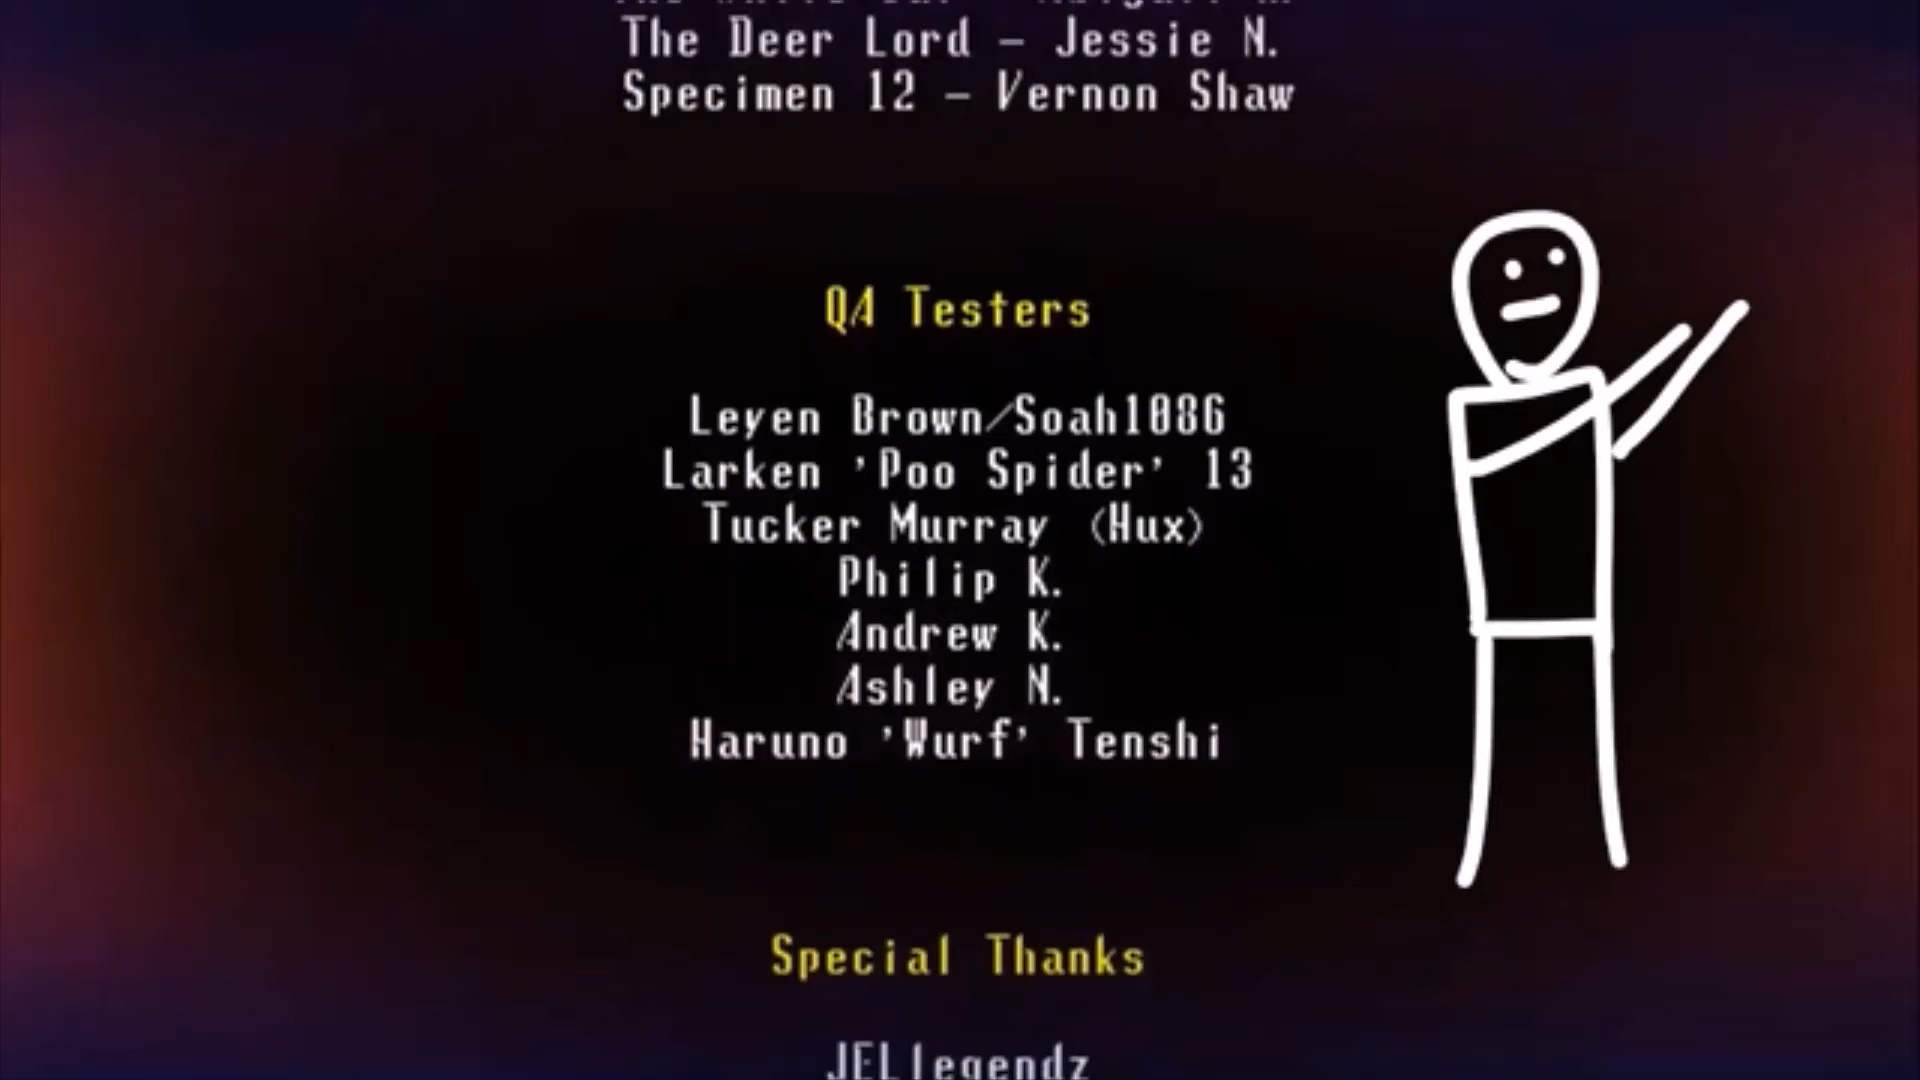 The Deer Lord - Jessie N.
Specimen 12 - Vernon Shaw
QA Testers
Leyen Brown/Soah1086
Larken 'Poo Spider' 13
Tucker Murray (Hux)
Philip K.
Andrew K.
Ashley N.
Haruno 'Wurf' Tenshi
Special Thanks
JELlegendz